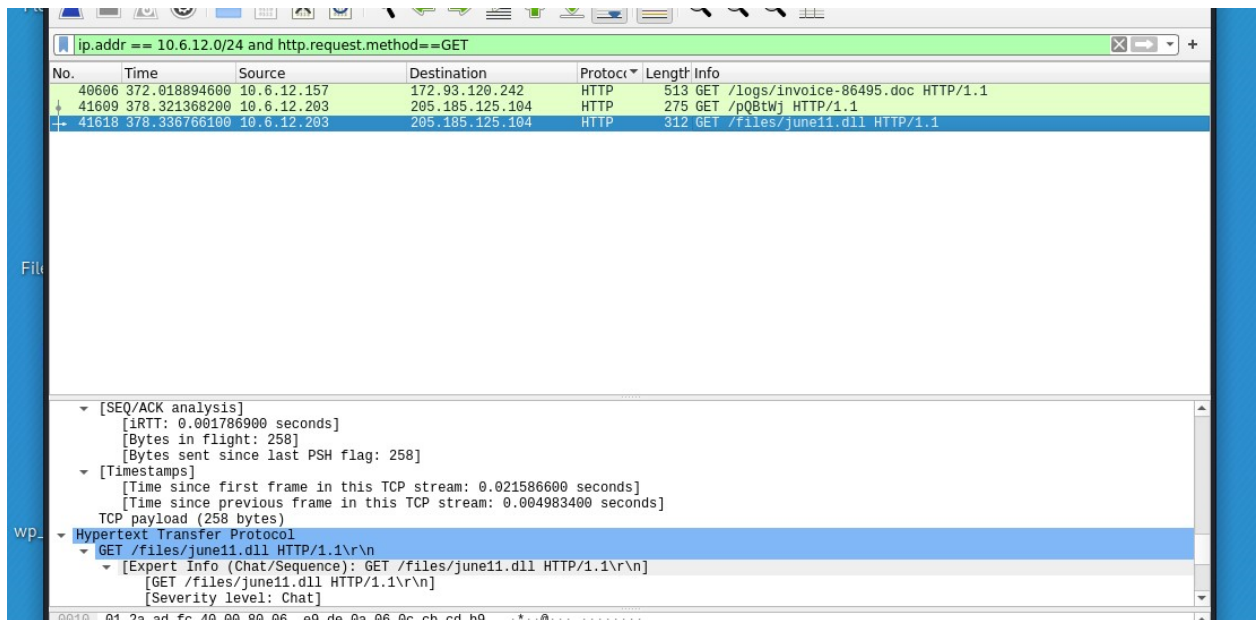 ip.addr == 10.6.12.0/24 and http.request.method==GET
No. Time Source Destination Protoc Length Info
40606 372.018894600 10.6.12.157 172.93.120.242 HTTP 513 GET /logs/invoice-86495.doc HTTP/1.1
41609 378.321368200 10.6.12.203 205.185.125.104 HTTP 275 GET /pQBtWj HTTP/1.1
41618 378.336766100 10.6.12.203 205.185.125.104 HTTP 312 GET /files/june11.dll HTTP/1.1
File
[SEQ/ACK analysis]
[iRTT: 0.001786900 seconds]
[Bytes in flight: 258]
[Bytes sent since last PSH flag: 258]
[Timestamps]
[Time since first frame in this TCP stream: 0.021586600 seconds]
[Time since previous frame in this TCP stream: 0.004983400 seconds]
TCP payload (258 bytes)
wp_
Hypertext Transfer Protocol
GET /files/june11.dll HTTP/1.1\r\n
[Expert Info (Chat/Sequence): GET /files/june11.dll HTTP/1.1\r\n]
[GET /files/june11.dll HTTP/1.1\r\n]
[Severity level: Chat]